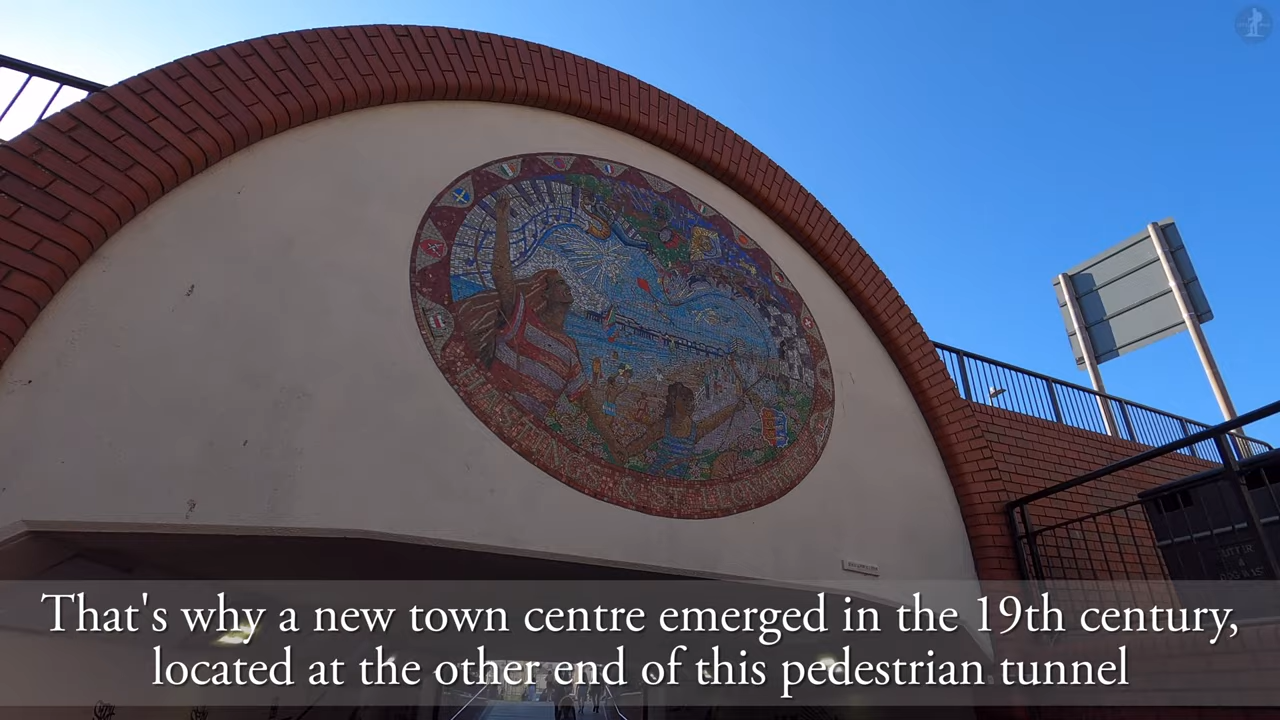 HASTINGS & ST. LEONARDS
That's why a new town centre emerged in the 19th century,
located at the other end of this pedestrian tunnel